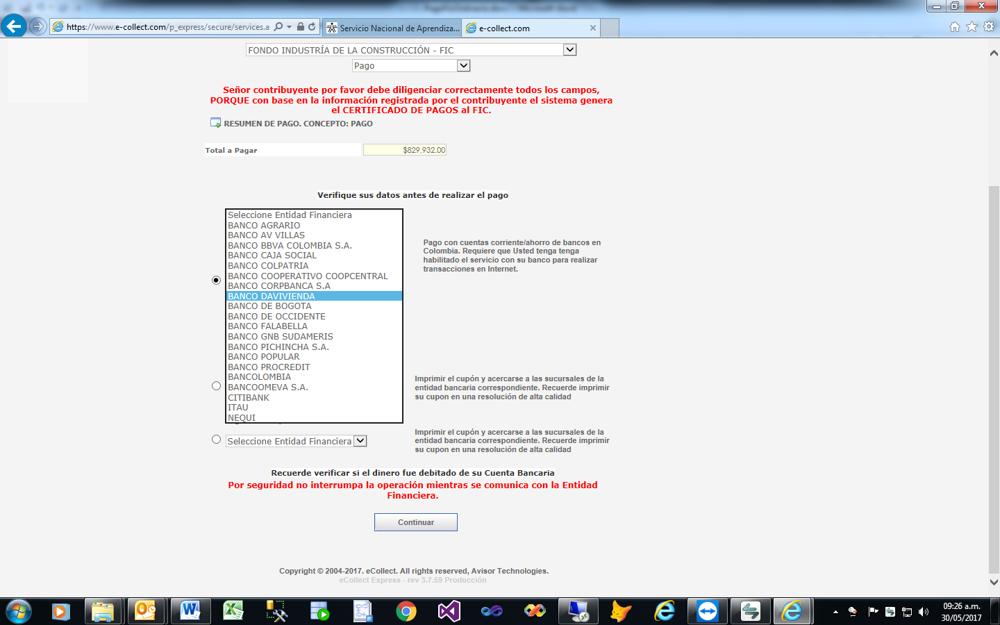 https://www.e-collect.com/p_express/secure/services.a
Servicio Nacional de Aprendiza...
e-collect.com
FONDO INDUSTRÍA DE LA CONSTRUCCIÓN - FIC
Pago
Señor contribuyente por favor debe diligenciar correctamente todos los campos,
PORQUE con base en la información registrada por el contribuyente el sistema genera
el CERTIFICADO DE PAGOS al FIC.
RESUMEN DE PAGO. CONCEPTO: PAGO
Total a Pagar
$829,932.00
Verifique sus datos antes de realizar el pago
Seleccione Entidad Financiera
BANCO AGRARIO
BANCO AV VILLAS
BANCO BBVA COLOMBIA S.A.
BANCO CAJA SOCIAL
BANCO COLPATRIA
BANCO COOPERATIVO COOPCENTRAL
BANCO CORPBANCA S.A
BANCO DAVIVIENDA
BANCO DE BOGOTA
BANCO DE OCCIDENTE
BANCO FALABELLA
BANCO GNB SUDAMERIS
BANCO PICHINCHA S.A.
BANCO POPULAR
BANCO PROCREDIT
BANCOLOMBIA
BANCOOMEVA S.A.
CITIBANK
ITAU
NEQUI
Pago con cuentas corriente/ahorro de bancos en
Colombia. Requiere que Usted tenga tenga
habilitado el servicio con su banco para realizar
transacciones en Internet.
Imprimir el cupón y acercarse a las sucursales de la
entidad bancaria correspondiente. Recuerde imprimir
su cupon en una resolución de alta calidad
Seleccione Entidad Financiera
Imprimir el cupón y acercarse a las sucursales de la
entidad bancaria correspondiente. Recuerde imprimir
su cupon en una resolución de alta calidad
Recuerde verificar si el dinero fue debitado de su Cuenta Bancaria
Por seguridad no interrumpa la operación mientras se comunica con la Entidad
Financiera.
Continuar
Copyright © 2004-2017. eCollect. All rights reserved, Avisor Technologies.
eCollect Express - rev 3.7.59 Producción
09:26 a.m.
30/05/2017